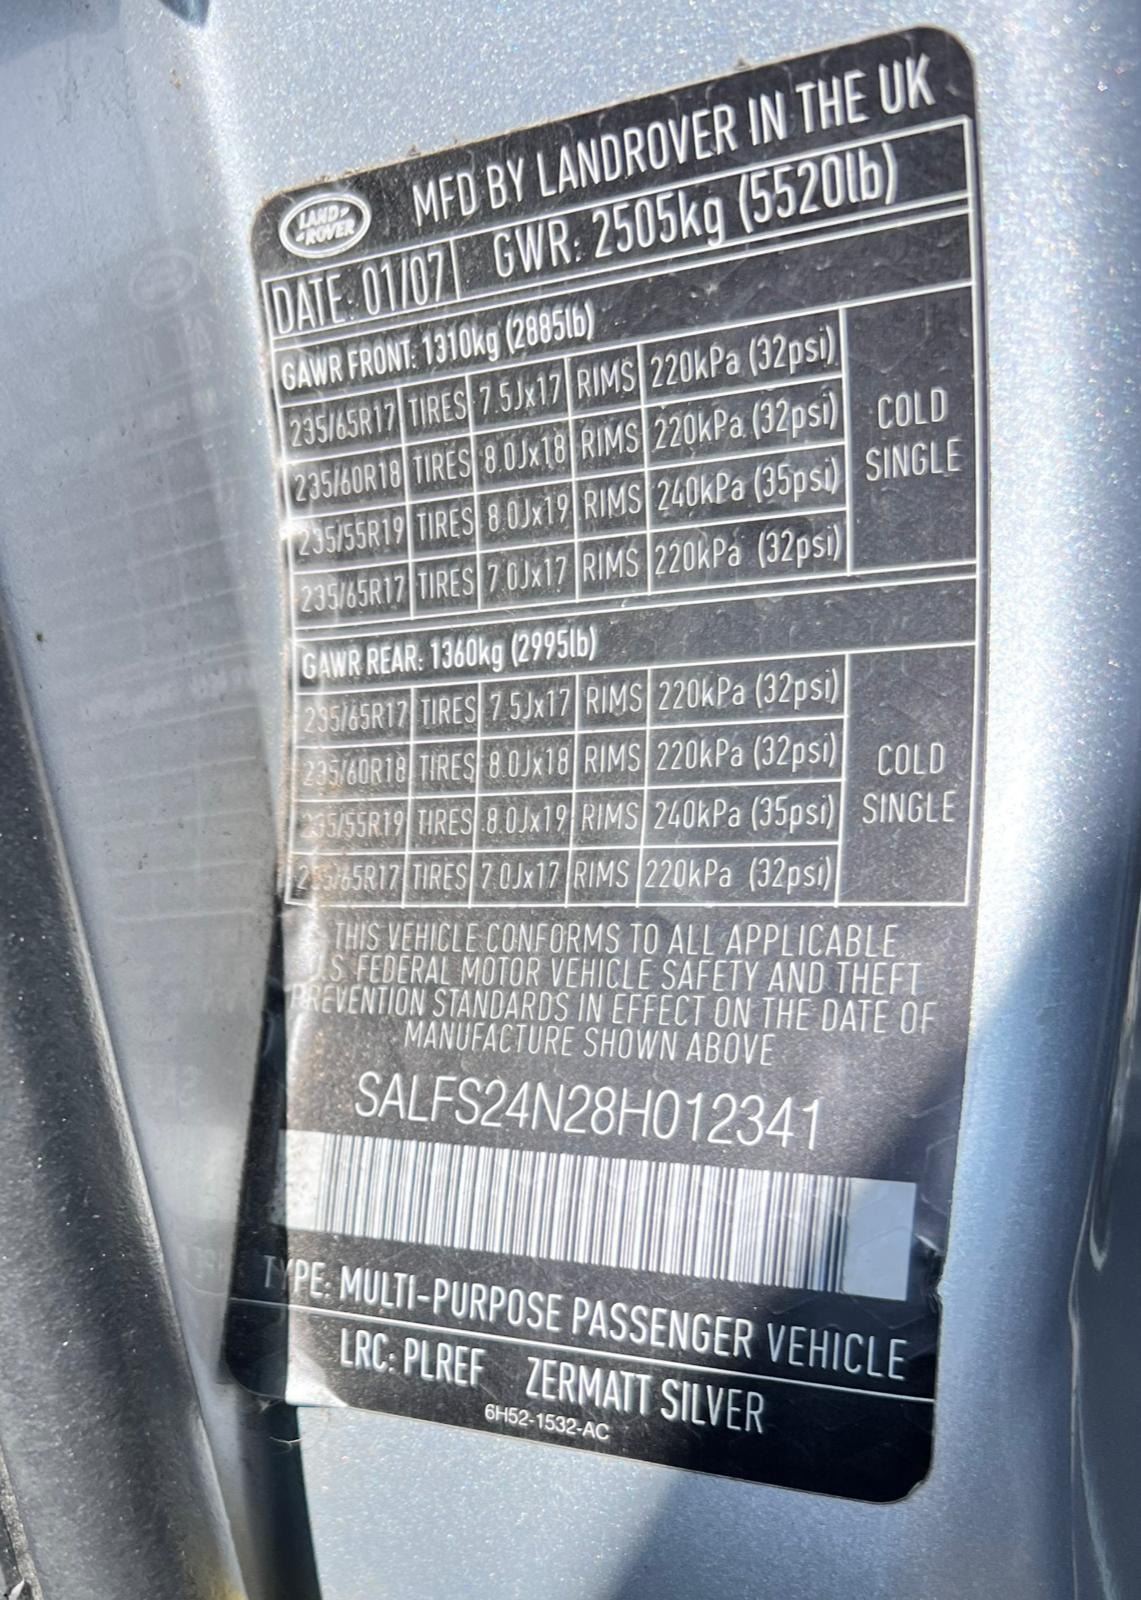 LAND ROVER
MFD BY LANDROVER IN THE UK
DATE: 01/07 GWR: 2505kg (5520lb)
GAWR FRONT: 1310kg (2885lb)
235/65R17 TIRES 7.5Jx17 RIMS 220kPa (32psi)
235/60R18 TIRES 8.0Jx18 RIMS 220kPa (32psi)
235/55R19 TIRES 8.0Jx19 RIMS 240kPa (35psi)
235/65R17 TIRES 7.0Jx17 RIMS 220kPa (32psi)
COLD
SINGLE
GAWR REAR: 1360kg (2995lb)
235/65R17 TIRES 7.5Jx17 RIMS 220kPa (32psi)
235/60R18 TIRES 8.0Jx18 RIMS 220kPa (32psi)
235/55R19 TIRES 8.0Jx19 RIMS 240kPa (35psi)
235/65R17 TIRES 7.0Jx17 RIMS 220kPa (32psi)
COLD
SINGLE
THIS VEHICLE CONFORMS TO ALL APPLICABLE
U.S. FEDERAL MOTOR VEHICLE SAFETY AND THEFT
PREVENTION STANDARDS IN EFFECT ON THE DATE OF
MANUFACTURE SHOWN ABOVE
SALFS24N28H012341
TYPE: MULTI-PURPOSE PASSENGER VEHICLE
LRC: PLREF ZERMATT SILVER
6H52-1532-AC